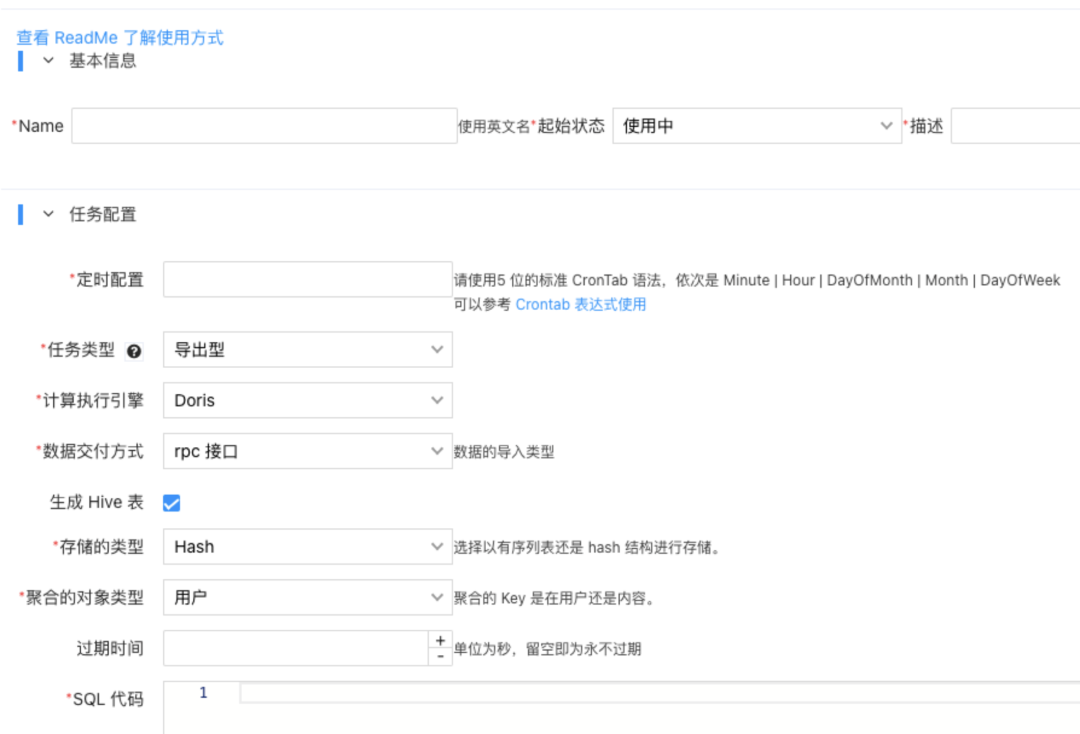 查看 ReadMe 了解使用方式
基本信息
*Name 使用英文名*起始状态 使用中 *描述
任务配置
*定时配置 请使用5 位的标准 CronTab 语法，依次是 Minute | Hour | DayOfMonth | Month | DayOfWeek
可以参考 Crontab 表达式使用
*任务类型 ? 导出型
*计算执行引擎 Doris
*数据交付方式 rpc 接口 数据的导入类型
生成 Hive 表
*存储的类型 Hash 选择以有序列表还是 hash 结构进行存储。
*聚合的对象类型 用户 聚合的 Key 是在用户还是内容。
过期时间 + - 单位为秒，留空即为永不过期
*SQL 代码 1